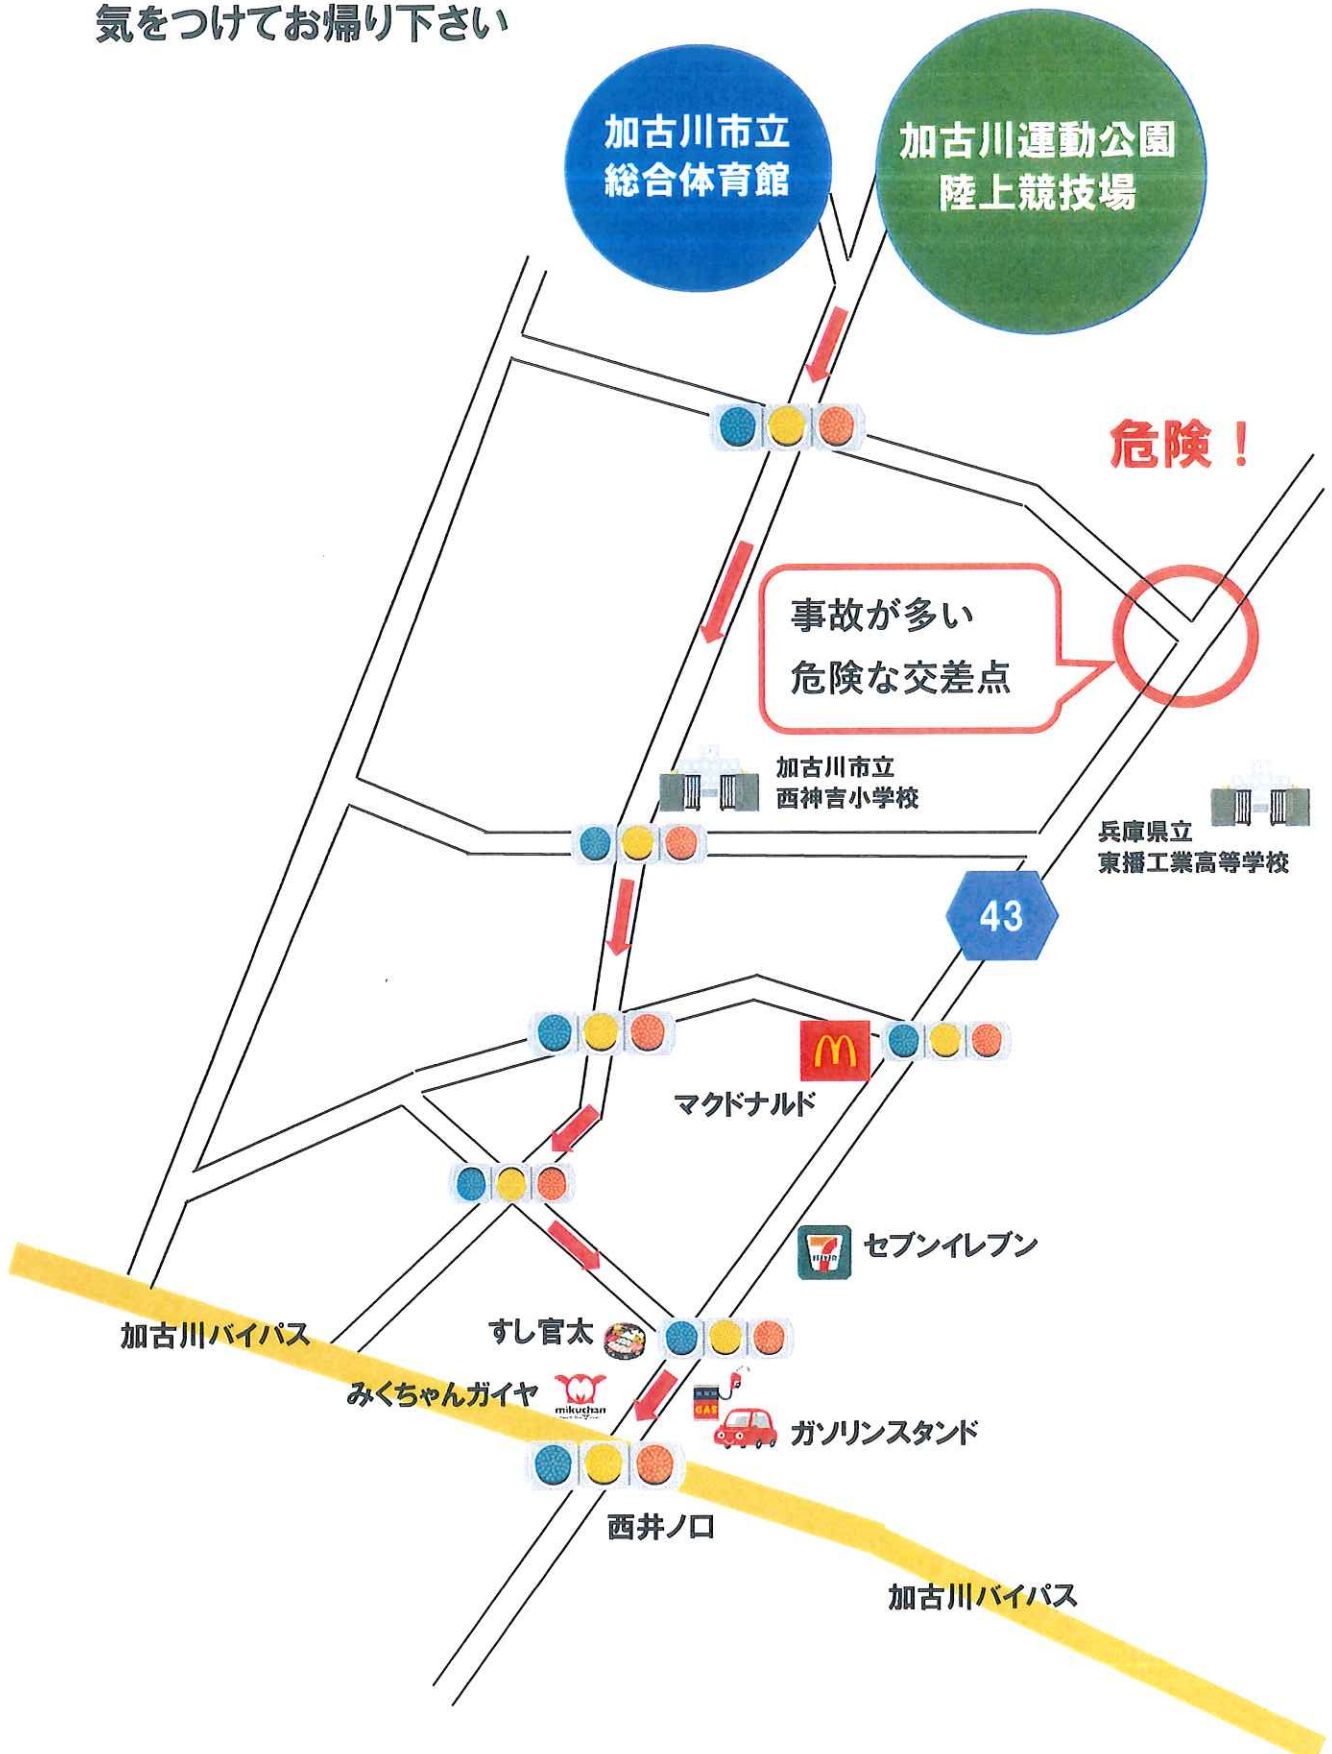 気をつけてお帰り下さい
加古川市立
総合体育館
加古川運動公園
陸上競技場
危険！
事故が多い
危険な交差点
加古川市立
西神吉小学校
兵庫県立
東播工業高等学校
43
マクドナルド
セブンイレブン
加古川バイパス
すし官太
みくちゃんガイヤ
mikuchan
GAS
ガソリンスタンド
西井ノ口
加古川バイパス